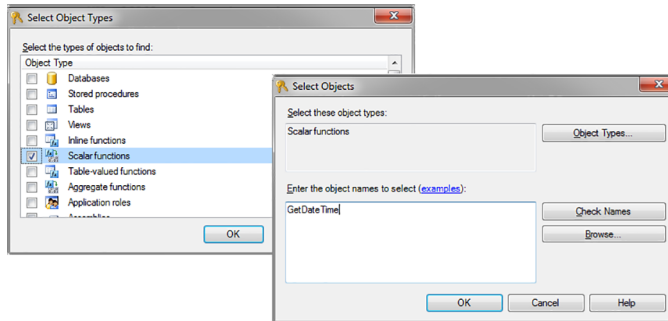 Select Object Types
Select the types of objects to find:
Object Type
Databases
Stored procedures
Tables
Views
Inline functions
Scalar functions
Table-valued functions
Aggregate functions
Application roles
Assemblies
OK
Select Objects
Select these object types:
Scalar functions
Object Types...
Enter the object names to select (examples):
GetDateTime
Check Names
Browse...
OK
Cancel
Help